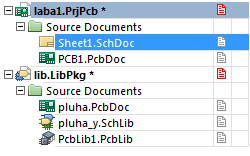 laba1.PrjPcb *
Source Documents
Sheet1.SchDoc
PCB1.PcbDoc
lib.LibPkg *
Source Documents
pluha.PcbDoc
pluha_y.SchLib
PcbLib1.PcbLib